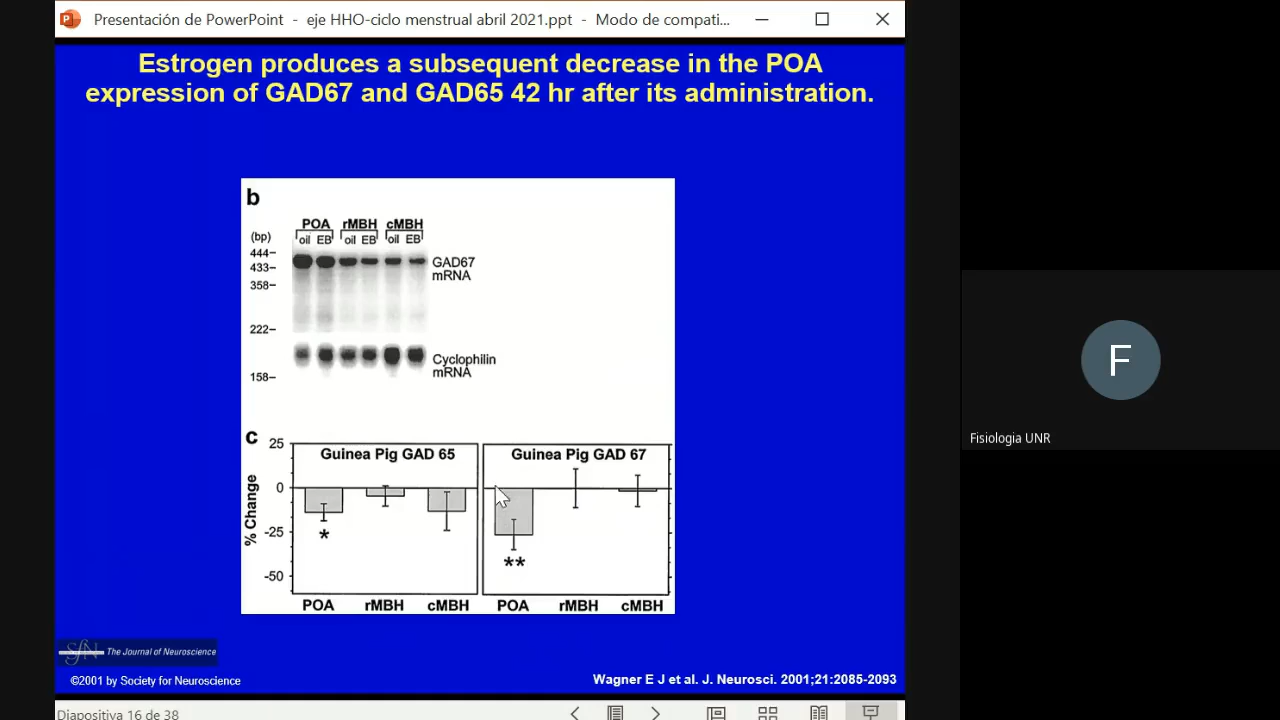 Presentación de PowerPoint - eje HHO-ciclo menstrual abril 2021.ppt - Modo de compati...
Estrogen produces a subsequent decrease in the POA
expression of GAD67 and GAD65 42 hr after its administration.
b
POA rMBH cMBH
(bp) oil EB oil EB oil EB
444
433
358
222
158
GAD67
mRNA
Cyclophilin
mRNA
c
% Change
25
0
-25
-50
Guinea Pig GAD 65
*
POA rMBH cMBH
Guinea Pig GAD 67
**
POA rMBH cMBH
SfN The Journal of Neuroscience
©2001 by Society for Neuroscience
Wagner E J et al. J. Neurosci. 2001;21:2085-2093
Diapositiva 16 de 38
F
Fisiologia UNR